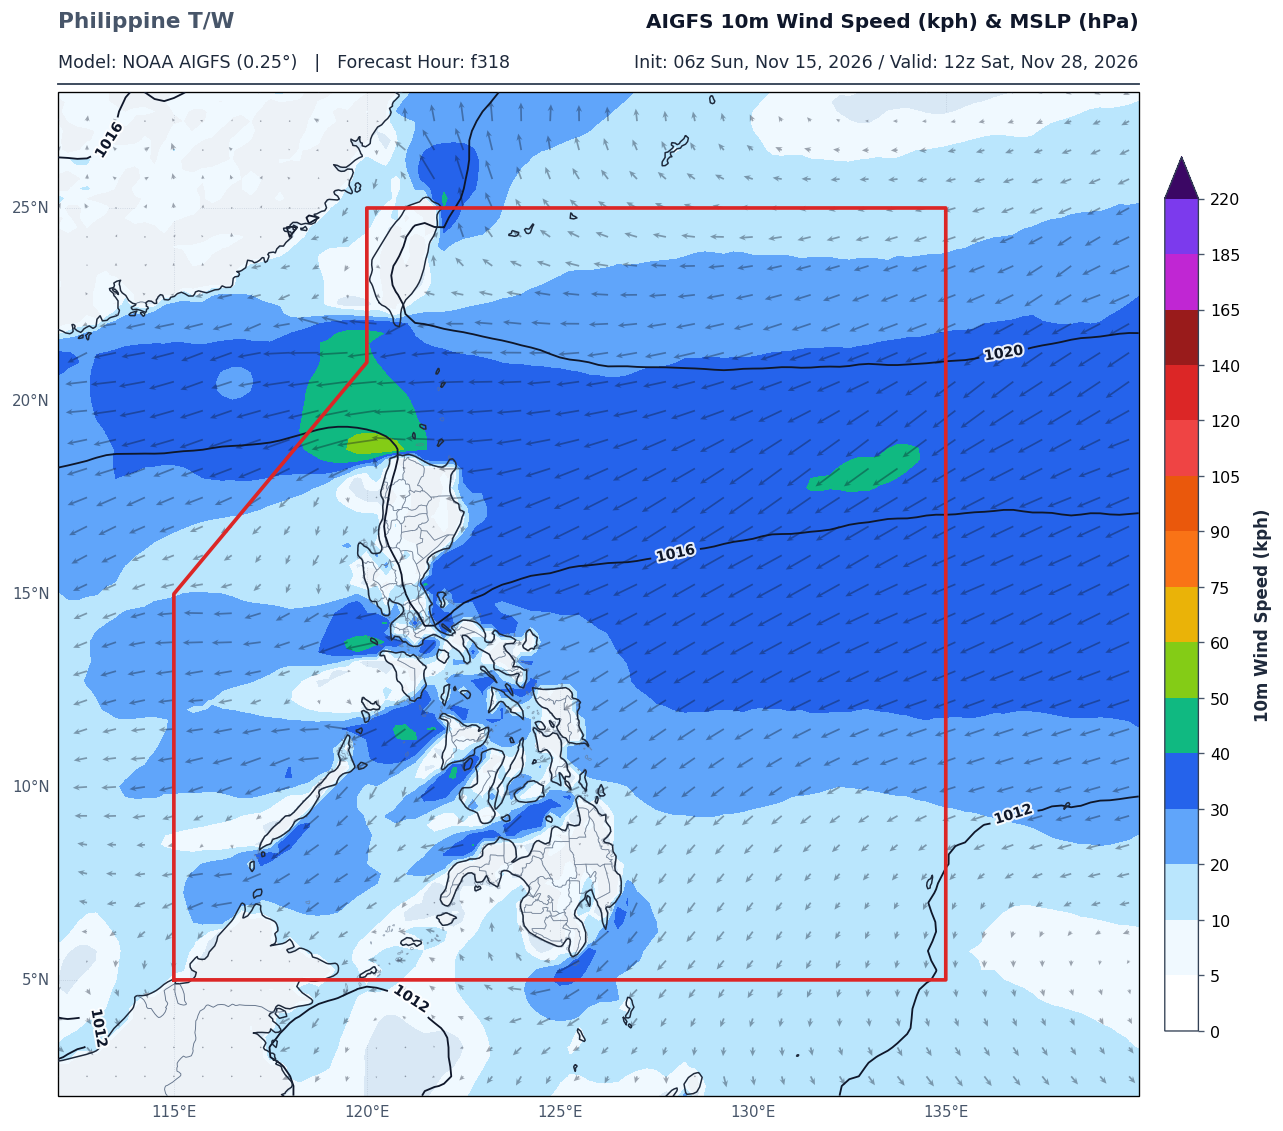 Philippine T/W
AIGFS 10m Wind Speed (kph) & MSLP (hPa)
Model: NOAA AIGFS (0.25°) | Forecast Hour: f318
Init: 06z Sun, Nov 15, 2026 / Valid: 12z Sat, Nov 28, 2026
1016
1020
1016
1012
1012
1012
25°N
20°N
15°N
10°N
5°N
115°E
120°E
125°E
130°E
135°E
220
185
165
140
120
105
90
75
60
50
40
30
20
10
5
0
10m Wind Speed (kph)